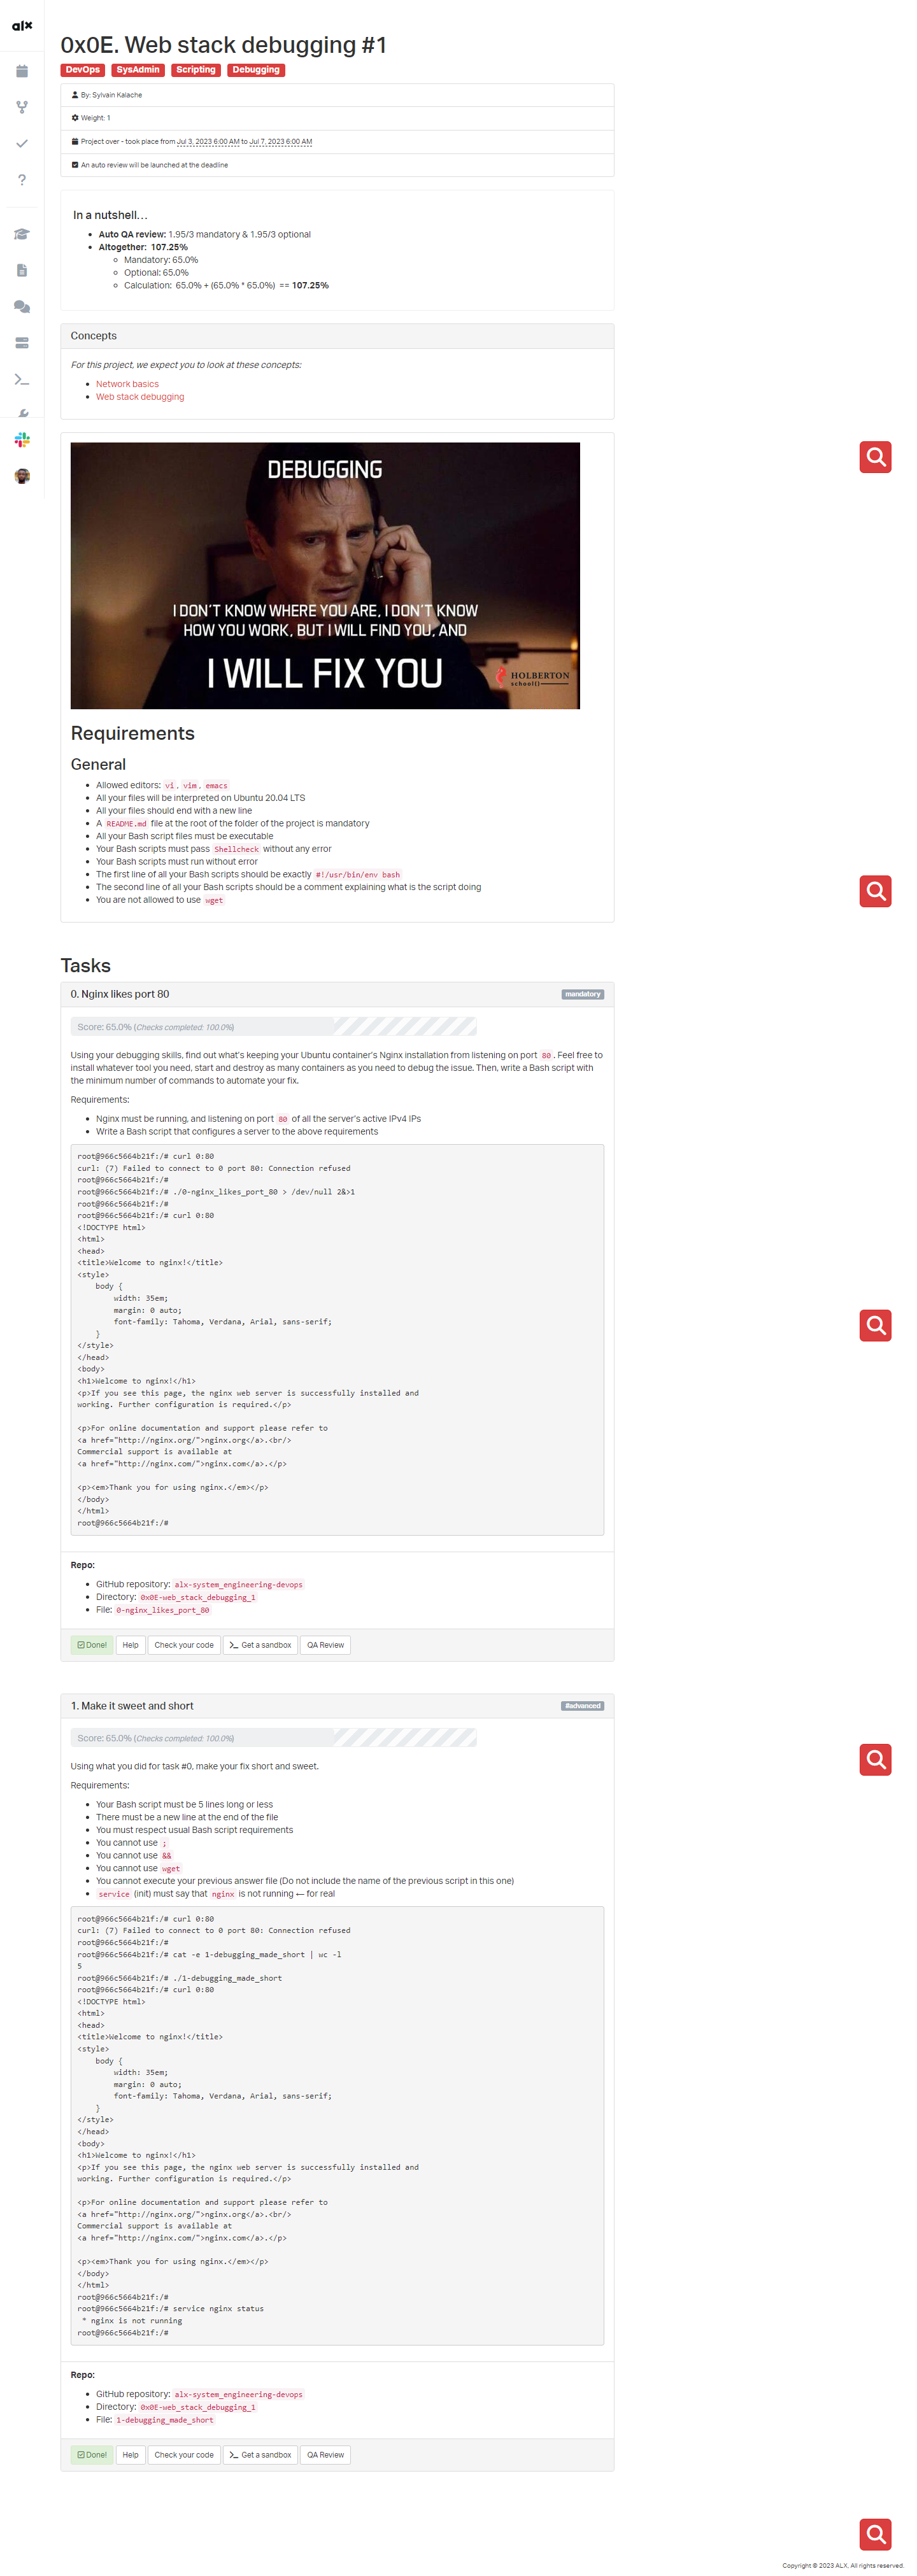 alx
0x0E. Web stack debugging #1
DevOps SysAdmin Scripting Debugging
By: Sylvain Kalache
Weight: 1
Project over - took place from Jul 3, 2023 6:00 AM to Jul 7, 2023 6:00 AM
An auto review will be launched at the deadline
In a nutshell…
Auto QA review: 1.95/3 mandatory & 1.95/3 optional
Altogether: 107.25%
Mandatory: 65.0%
Optional: 65.0%
Calculation: 65.0% + (65.0% * 65.0%) == 107.25%
Concepts
For this project, we expect you to look at these concepts:
Network basics
Web stack debugging
DEBUGGING
I DON'T KNOW WHERE YOU ARE, I DON'T KNOW
HOW YOU WORK, BUT I WILL FIND YOU, AND
I WILL FIX YOU
HOLBERTON
school()
Requirements
General
Allowed editors: vi, vim, emacs
All your files will be interpreted on Ubuntu 20.04 LTS
All your files should end with a new line
A README.md file at the root of the folder of the project is mandatory
All your Bash script files must be executable
Your Bash scripts must pass Shellcheck without any error
Your Bash scripts must run without error
The first line of all your Bash scripts should be exactly #!/usr/bin/env bash
The second line of all your Bash scripts should be a comment explaining what is the script doing
You are not allowed to use wget
Tasks
0. Nginx likes port 80 mandatory
Score: 65.0% (Checks completed: 100.0%)
Using your debugging skills, find out what's keeping your Ubuntu container's Nginx installation from listening on port 80. Feel free to
install whatever tool you need, start and destroy as many containers as you need to debug the issue. Then, write a Bash script with
the minimum number of commands to automate your fix.
Requirements:
Nginx must be running, and listening on port 80 of all the server's active IPv4 IPs
Write a Bash script that configures a server to the above requirements
root@966c5664b21f:/# curl 0:80
curl: (7) Failed to connect to 0 port 80: Connection refused
root@966c5664b21f:/#
root@966c5664b21f:/# ./0-nginx_likes_port_80 > /dev/null 2&>1
root@966c5664b21f:/#
root@966c5664b21f:/# curl 0:80
<!DOCTYPE html>
<html>
<head>
<title>Welcome to nginx!</title>
<style>
body {
width: 35em;
margin: 0 auto;
font-family: Tahoma, Verdana, Arial, sans-serif;
}
</style>
</head>
<body>
<h1>Welcome to nginx!</h1>
<p>If you see this page, the nginx web server is successfully installed and
working. Further configuration is required.</p>
<p>For online documentation and support please refer to
<a href="http://nginx.org/">nginx.org</a>.<br/>
Commercial support is available at
<a href="http://nginx.com/">nginx.com</a>.</p>
<p><em>Thank you for using nginx.</em></p>
</body>
</html>
root@966c5664b21f:/#
Repo:
GitHub repository: alx-system_engineering-devops
Directory: 0x0E-web_stack_debugging_1
File: 0-nginx_likes_port_80
Done! Help Check your code Get a sandbox QA Review
1. Make it sweet and short #advanced
Score: 65.0% (Checks completed: 100.0%)
Using what you did for task #0, make your fix short and sweet.
Requirements:
Your Bash script must be 5 lines long or less
There must be a new line at the end of the file
You must respect usual Bash script requirements
You cannot use ;
You cannot use &&
You cannot use wget
You cannot execute your previous answer file (Do not include the name of the previous script in this one)
service (init) must say that nginx is not running ← for real
root@966c5664b21f:/# curl 0:80
curl: (7) Failed to connect to 0 port 80: Connection refused
root@966c5664b21f:/#
root@966c5664b21f:/# cat -e 1-debugging_made_short | wc -l
5
root@966c5664b21f:/# ./1-debugging_made_short
root@966c5664b21f:/# curl 0:80
<!DOCTYPE html>
<html>
<head>
<title>Welcome to nginx!</title>
<style>
body {
width: 35em;
margin: 0 auto;
font-family: Tahoma, Verdana, Arial, sans-serif;
}
</style>
</head>
<body>
<h1>Welcome to nginx!</h1>
<p>If you see this page, the nginx web server is successfully installed and
working. Further configuration is required.</p>
<p>For online documentation and support please refer to
<a href="http://nginx.org/">nginx.org</a>.<br/>
Commercial support is available at
<a href="http://nginx.com/">nginx.com</a>.</p>
<p><em>Thank you for using nginx.</em></p>
</body>
</html>
root@966c5664b21f:/#
root@966c5664b21f:/# service nginx status
* nginx is not running
root@966c5664b21f:/#
Repo:
GitHub repository: alx-system_engineering-devops
Directory: 0x0E-web_stack_debugging_1
File: 1-debugging_made_short
Done! Help Check your code Get a sandbox QA Review
Copyright © 2023 ALX, All rights reserved.